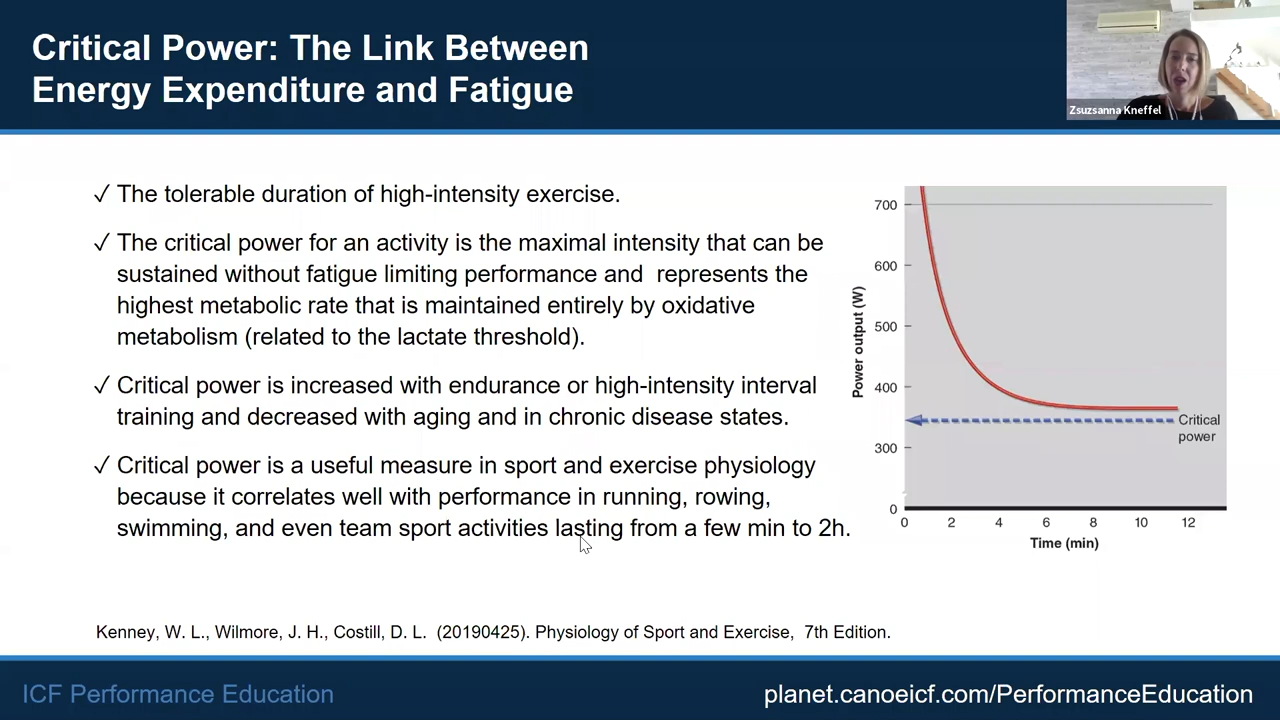 Critical Power: The Link Between
Energy Expenditure and Fatigue
Zsuzsanna Kneffel
✓ The tolerable duration of high-intensity exercise.
✓ The critical power for an activity is the maximal intensity that can be
sustained without fatigue limiting performance and  represents the
highest metabolic rate that is maintained entirely by oxidative
metabolism (related to the lactate threshold).
✓ Critical power is increased with endurance or high-intensity interval
training and decreased with aging and in chronic disease states.
✓ Critical power is a useful measure in sport and exercise physiology
because it correlates well with performance in running, rowing,
swimming, and even team sport activities lasting from a few min to 2h.
Power output (W)
700
600
500
400
300
0
Critical
power
0 2 4 6 8 10 12
Time (min)
Kenney, W. L., Wilmore, J. H., Costill, D. L.  (20190425). Physiology of Sport and Exercise,  7th Edition.
ICF Performance Education
planet.canoeicf.com/PerformanceEducation